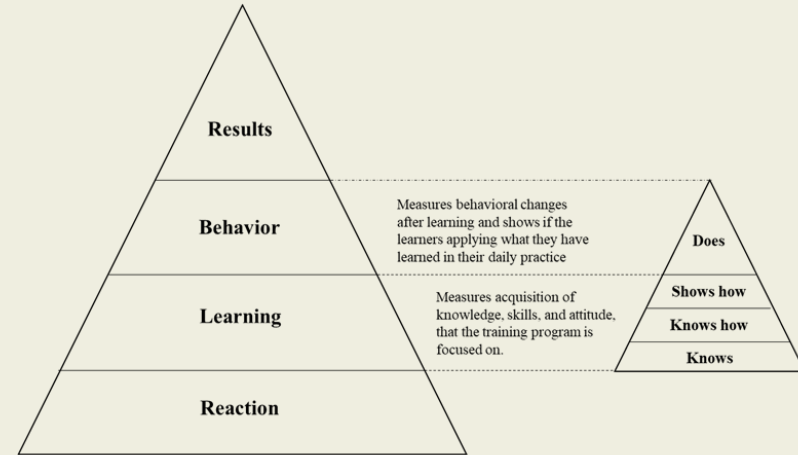 Results
Behavior
Learning
Reaction
Measures behavioral changes
after learning and shows if the
learners applying what they have
learned in their daily practice
Measures acquisition of
knowledge, skills, and attitude,
that the training program is
focused on.
Does
Shows how
Knows how
Knows